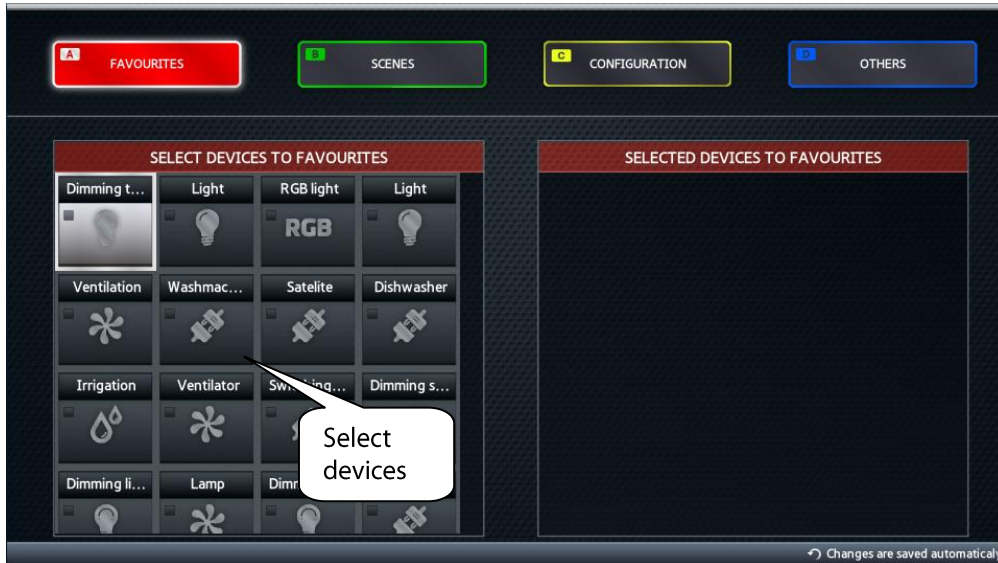 A FAVOURITES B SCENES C CONFIGURATION D OTHERS
SELECT DEVICES TO FAVOURITES
Dimming t... Light RGB light Light
RGB
Ventilation Washmac... Satelite Dishwasher
Irrigation Ventilator Dimming s...
Dimming li... Lamp
Select
devices
SELECTED DEVICES TO FAVOURITES
Changes are saved automaticaly